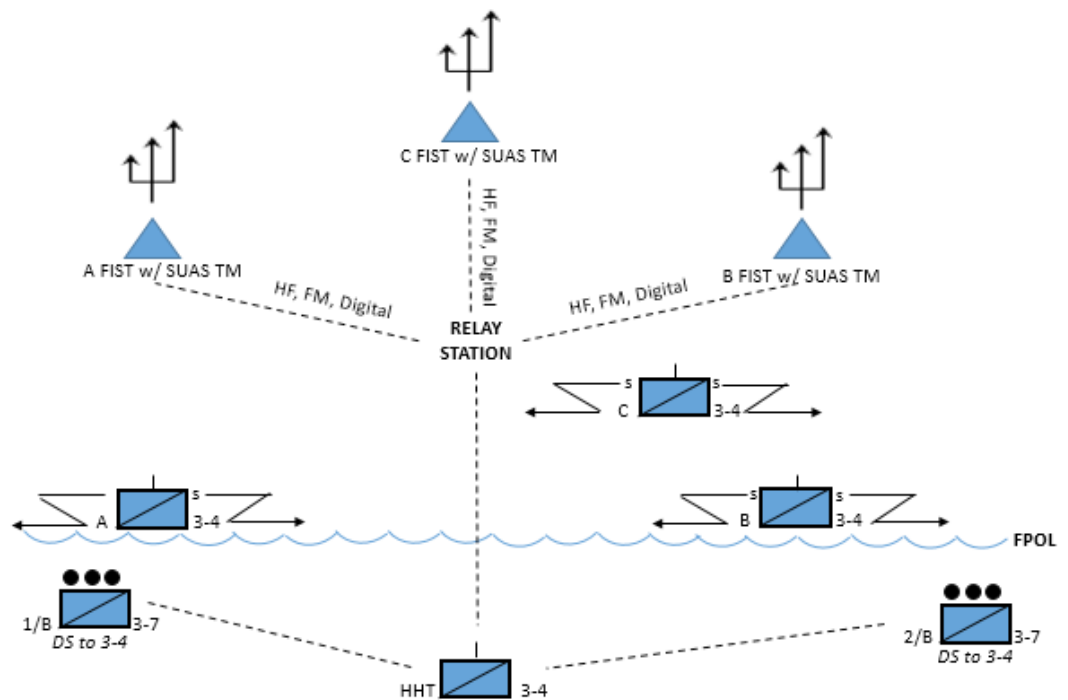 C FIST w/ SUAS TM
A FIST w/ SUAS TM
B FIST w/ SUAS TM
HF, FM, Digital
HF, FM, Digital
HF, FM, Digital
RELAY
STATION
s s
C 3-4
s
A 3-4
s s
B 3-4
FPOL
1/B 3-7
DS to 3-4
2/B 3-7
DS to 3-4
HHT 3-4